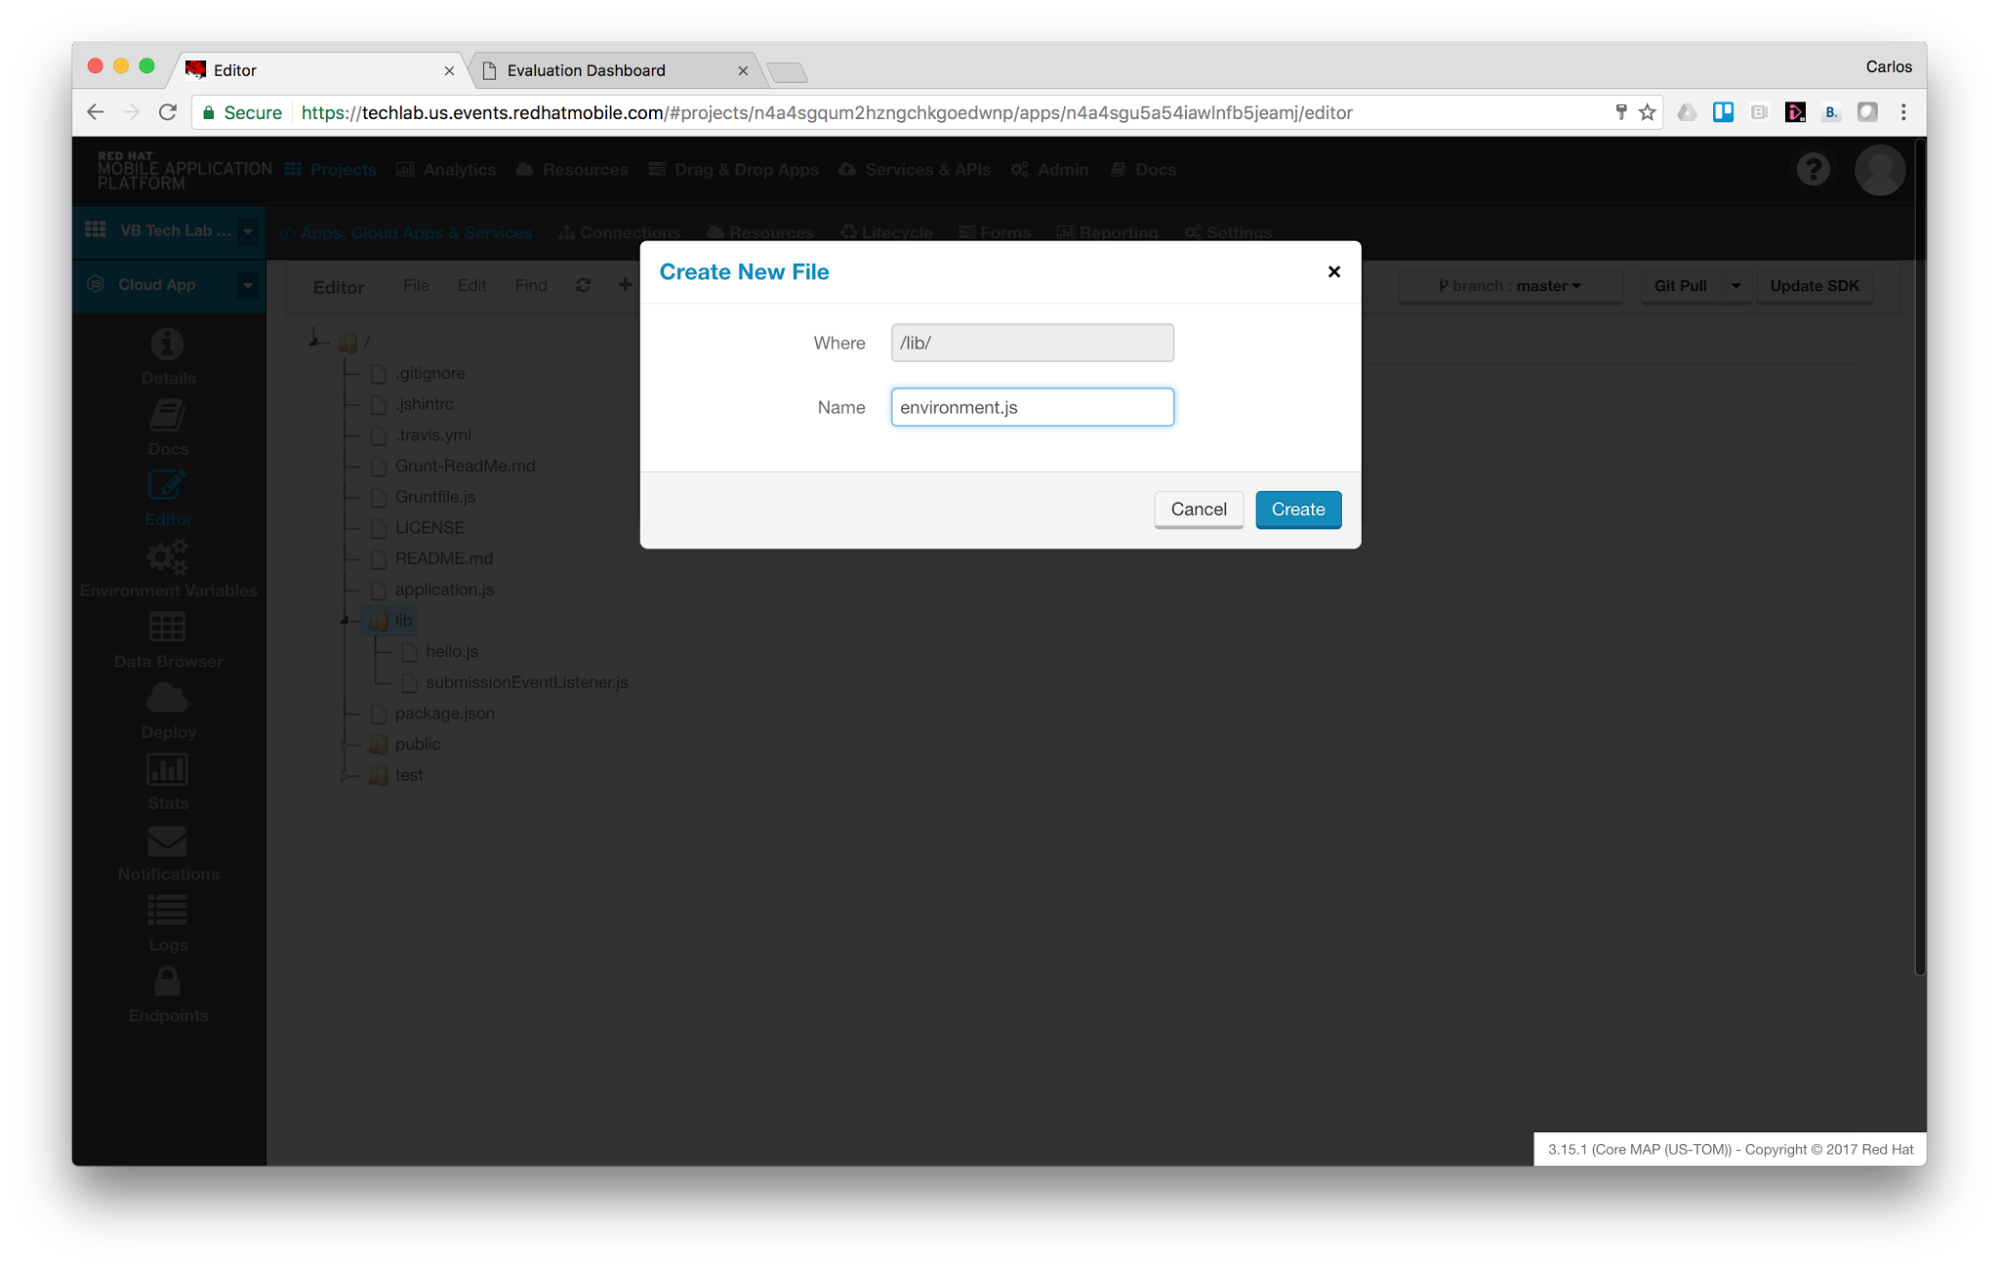 Editor
Evaluation Dashboard
Carlos
Secure https://techlab.us.events.redhatmobile.com/#projects/n4a4sgqum2hzngchkgoedwnp/apps/n4a4sgu5a54iawlnfb5jeamj/editor
B.
RED HAT
MOBILE APPLICATION
PLATFORM
Projects Analytics Resources Drag & Drop Apps Services & APIs Admin Docs
?
VB Tech Lab ...
</> Apps, Cloud Apps & Services Connections Resources Lifecycle Forms Reporting Settings
Cloud App
Editor File Edit Find
branch : master
Git Pull
Update SDK
Create New File
Where /lib/
Name environment.js
Cancel Create
Details
Docs
Editor
Environment Variables
Data Browser
Deploy
Stats
Notifications
Logs
Endpoints
/
.gitignore
.jshintrc
.travis.yml
Grunt-ReadMe.md
Gruntfile.js
LICENSE
README.md
application.js
lib
hello.js
submissionEventListener.js
package.json
public
test
3.15.1 (Core MAP (US-TOM)) - Copyright © 2017 Red Hat